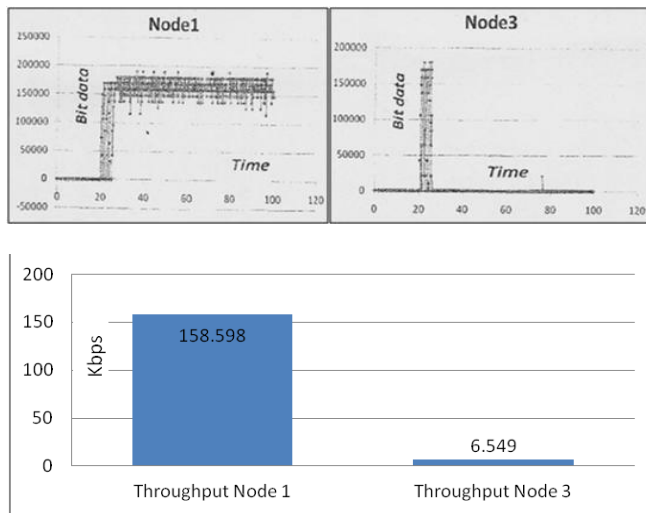 Node1
250000
200000
150000
100000
50000
0
-50000
Bit data
Time
0 20 40 60 80 100 120
Node3
200000
150000
100000
50000
0
Bit data
Time
0 20 40 60 80 100 120
200
150
100
50
0
Kbps
158.598
6.549
Throughput Node 1
Throughput Node 3